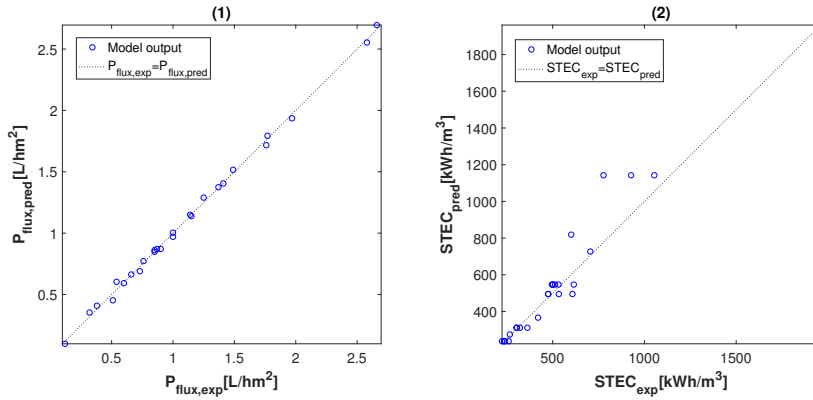 (1)
Model output
P_flux,exp=P_flux,pred
2.5
2
1.5
1
0.5
P_flux,pred[L/hm²]
0.5
1
1.5
2
2.5
P_flux,exp[L/hm²]
(2)
Model output
STEC_exp=STEC_pred
1800
1600
1400
1200
1000
800
600
400
STEC_pred[kWh/m³]
500
1000
1500
STEC_exp[kWh/m³]